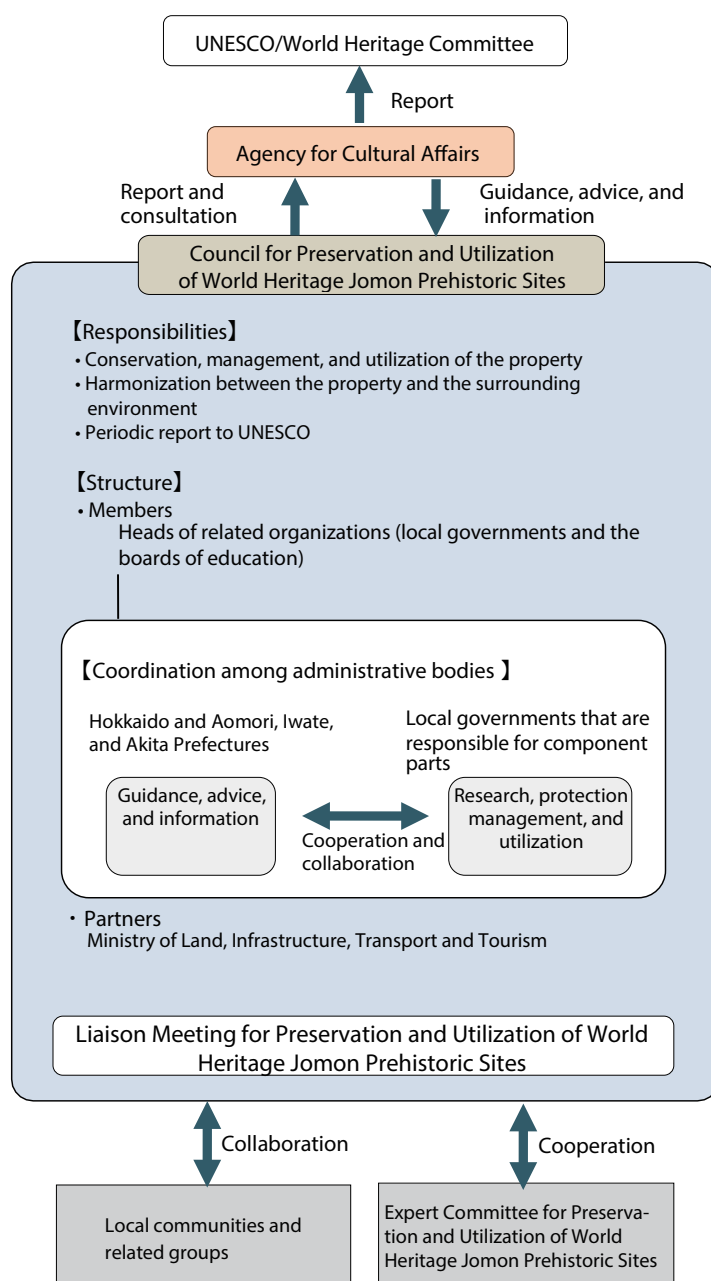 UNESCO/World Heritage Committee
Report
Agency for Cultural Affairs
Report and
consultation
Guidance, advice, and
information
Council for Preservation and Utilization
of World Heritage Jomon Prehistoric Sites
【Responsibilities】
・Conservation, management, and utilization of the property
・Harmonization between the property and the surrounding
environment
・Periodic report to UNESCO
【Structure】
・Members
Heads of related organizations (local governments and the
boards of education)
【Coordination among administrative bodies 】
Hokkaido and Aomori, Iwate,
and Akita Prefectures
Guidance, advice,
and information
Cooperation and
collaboration
Local governments that are
responsible for component
parts
Research, protection
management, and
utilization
・Partners
Ministry of Land, Infrastructure, Transport and Tourism
Liaison Meeting for Preservation and Utilization of World
Heritage Jomon Prehistoric Sites
Collaboration
Cooperation
Local communities and
related groups
Expert Committee for Preserva-
tion and Utilization of World
Heritage Jomon Prehistoric Sites